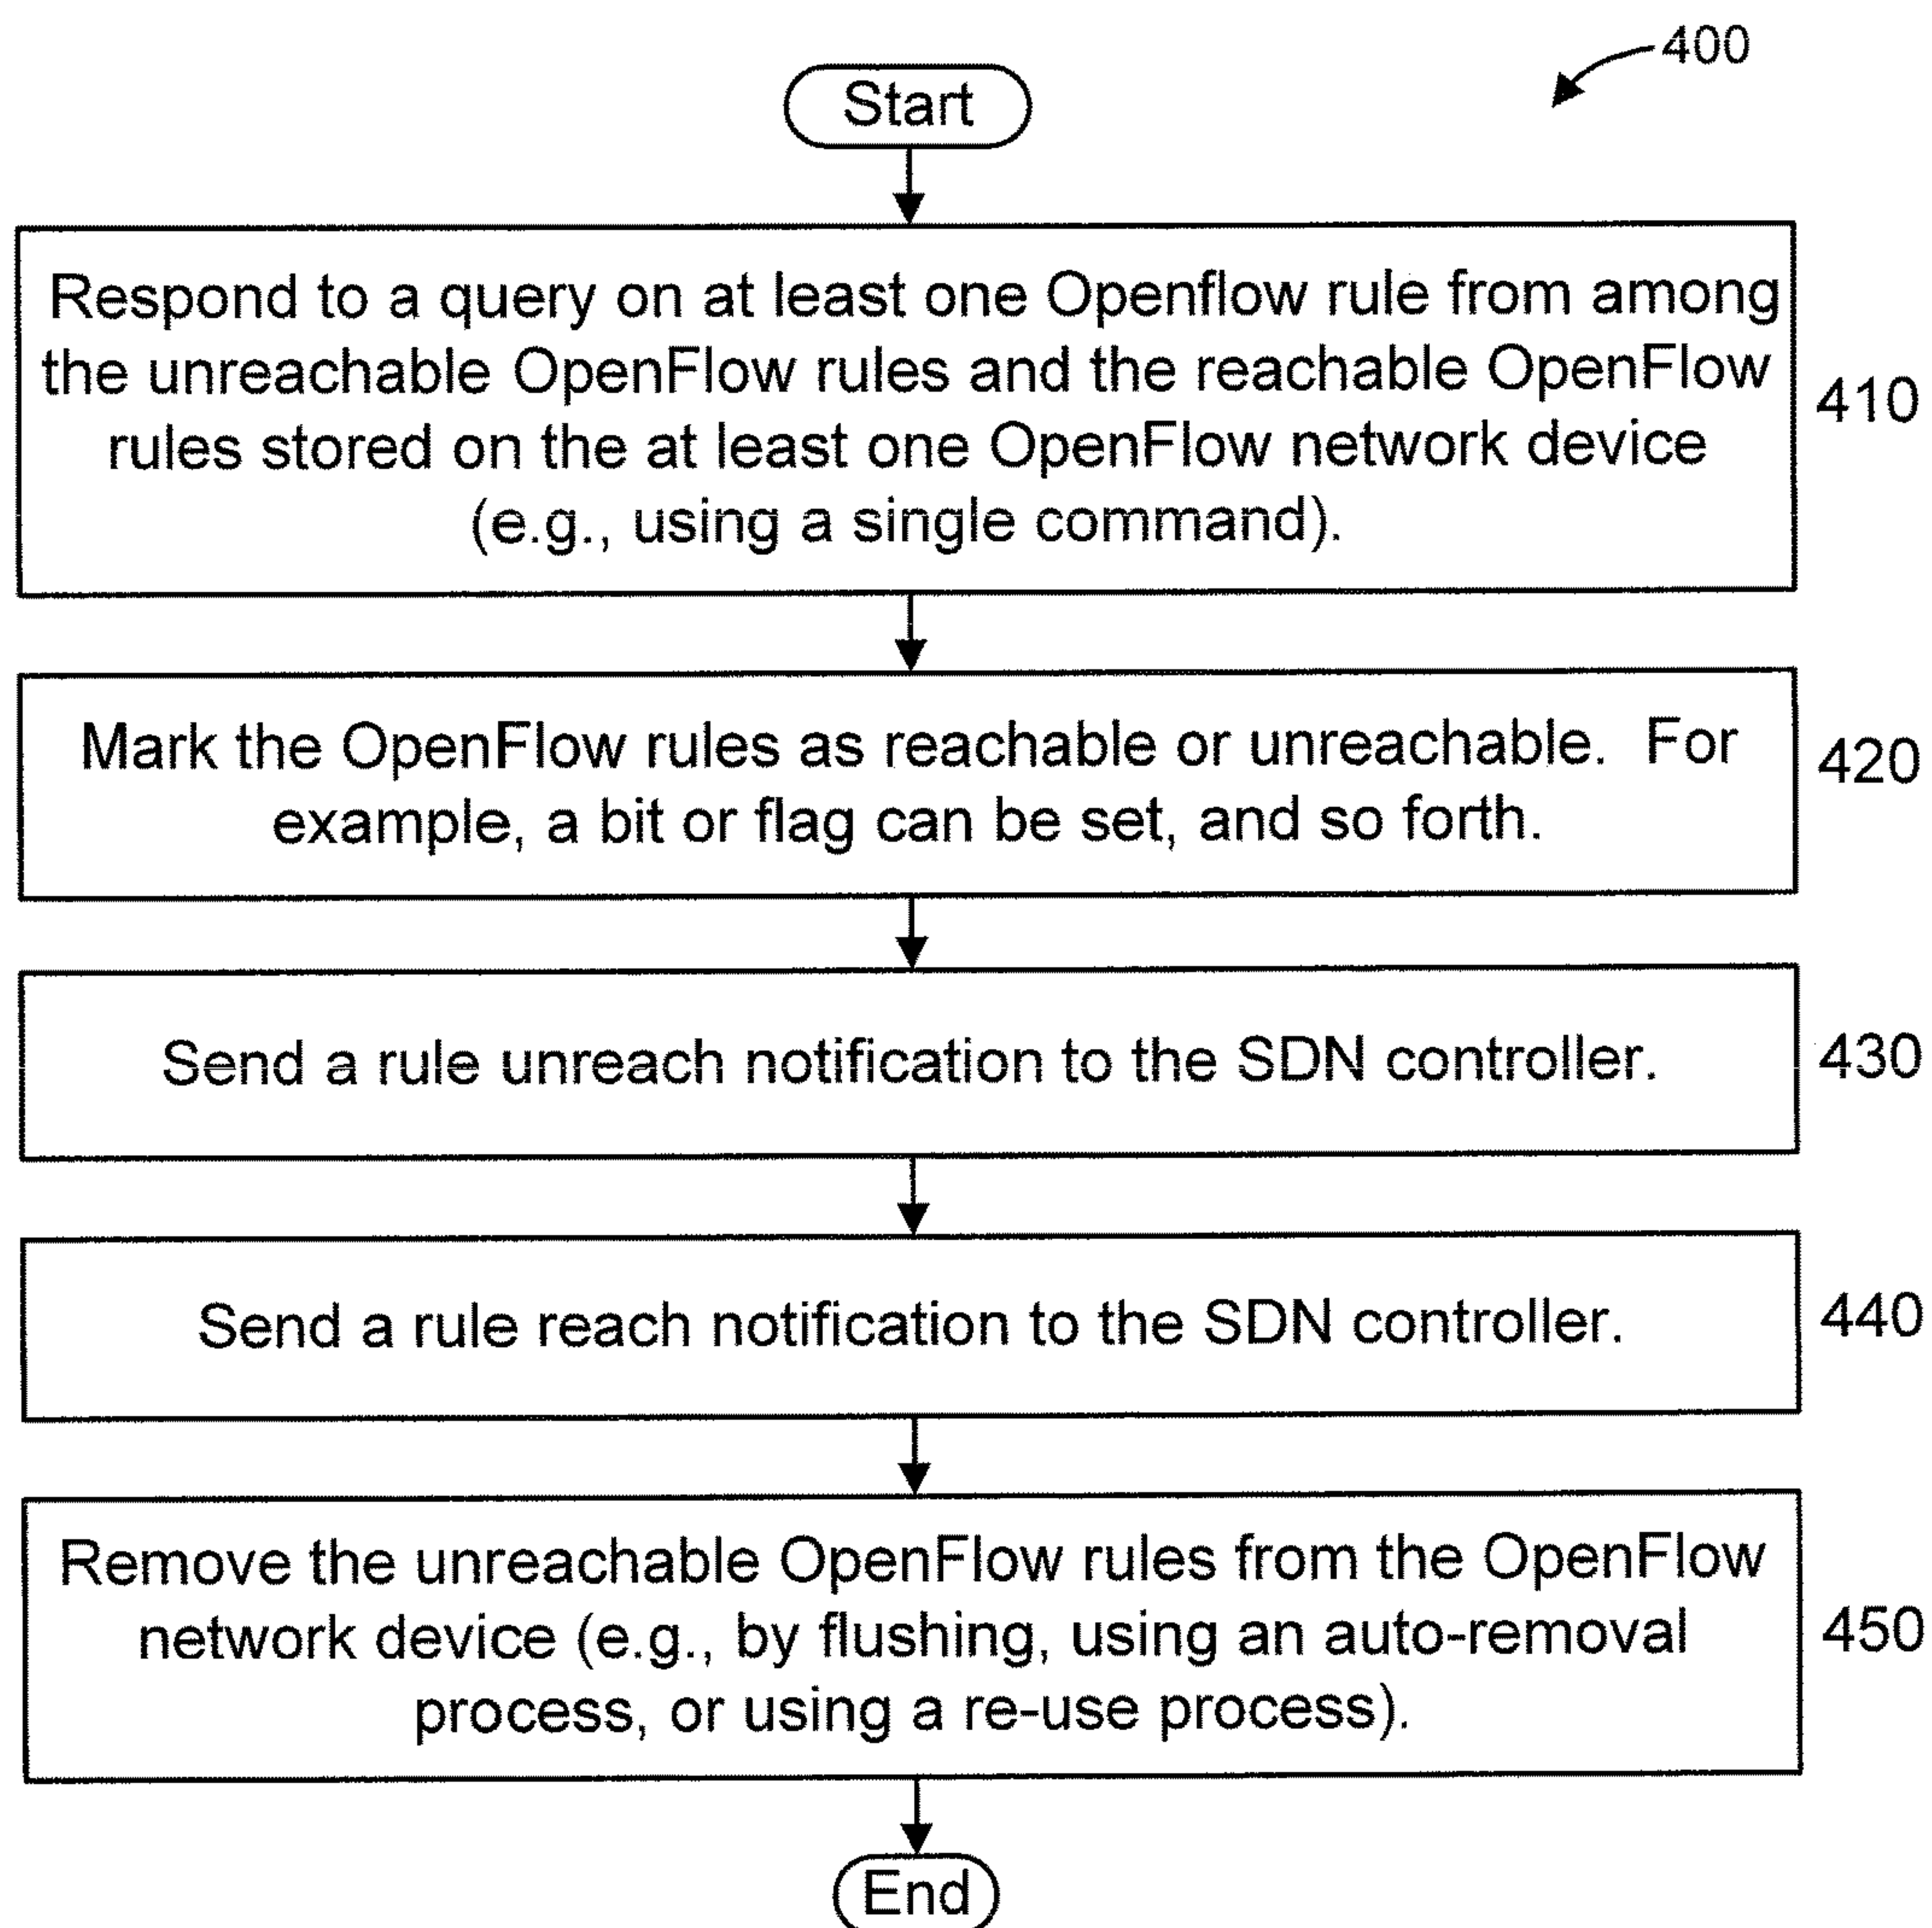 400
Start
Respond to a query on at least one Openflow rule from among
the unreachable OpenFlow rules and the reachable OpenFlow
rules stored on the at least one OpenFlow network device
(e.g., using a single command).
410
Mark the OpenFlow rules as reachable or unreachable.  For
example, a bit or flag can be set, and so forth.
420
Send a rule unreach notification to the SDN controller.
430
Send a rule reach notification to the SDN controller.
440
Remove the unreachable OpenFlow rules from the OpenFlow
network device (e.g., by flushing, using an auto-removal
process, or using a re-use process).
450
End